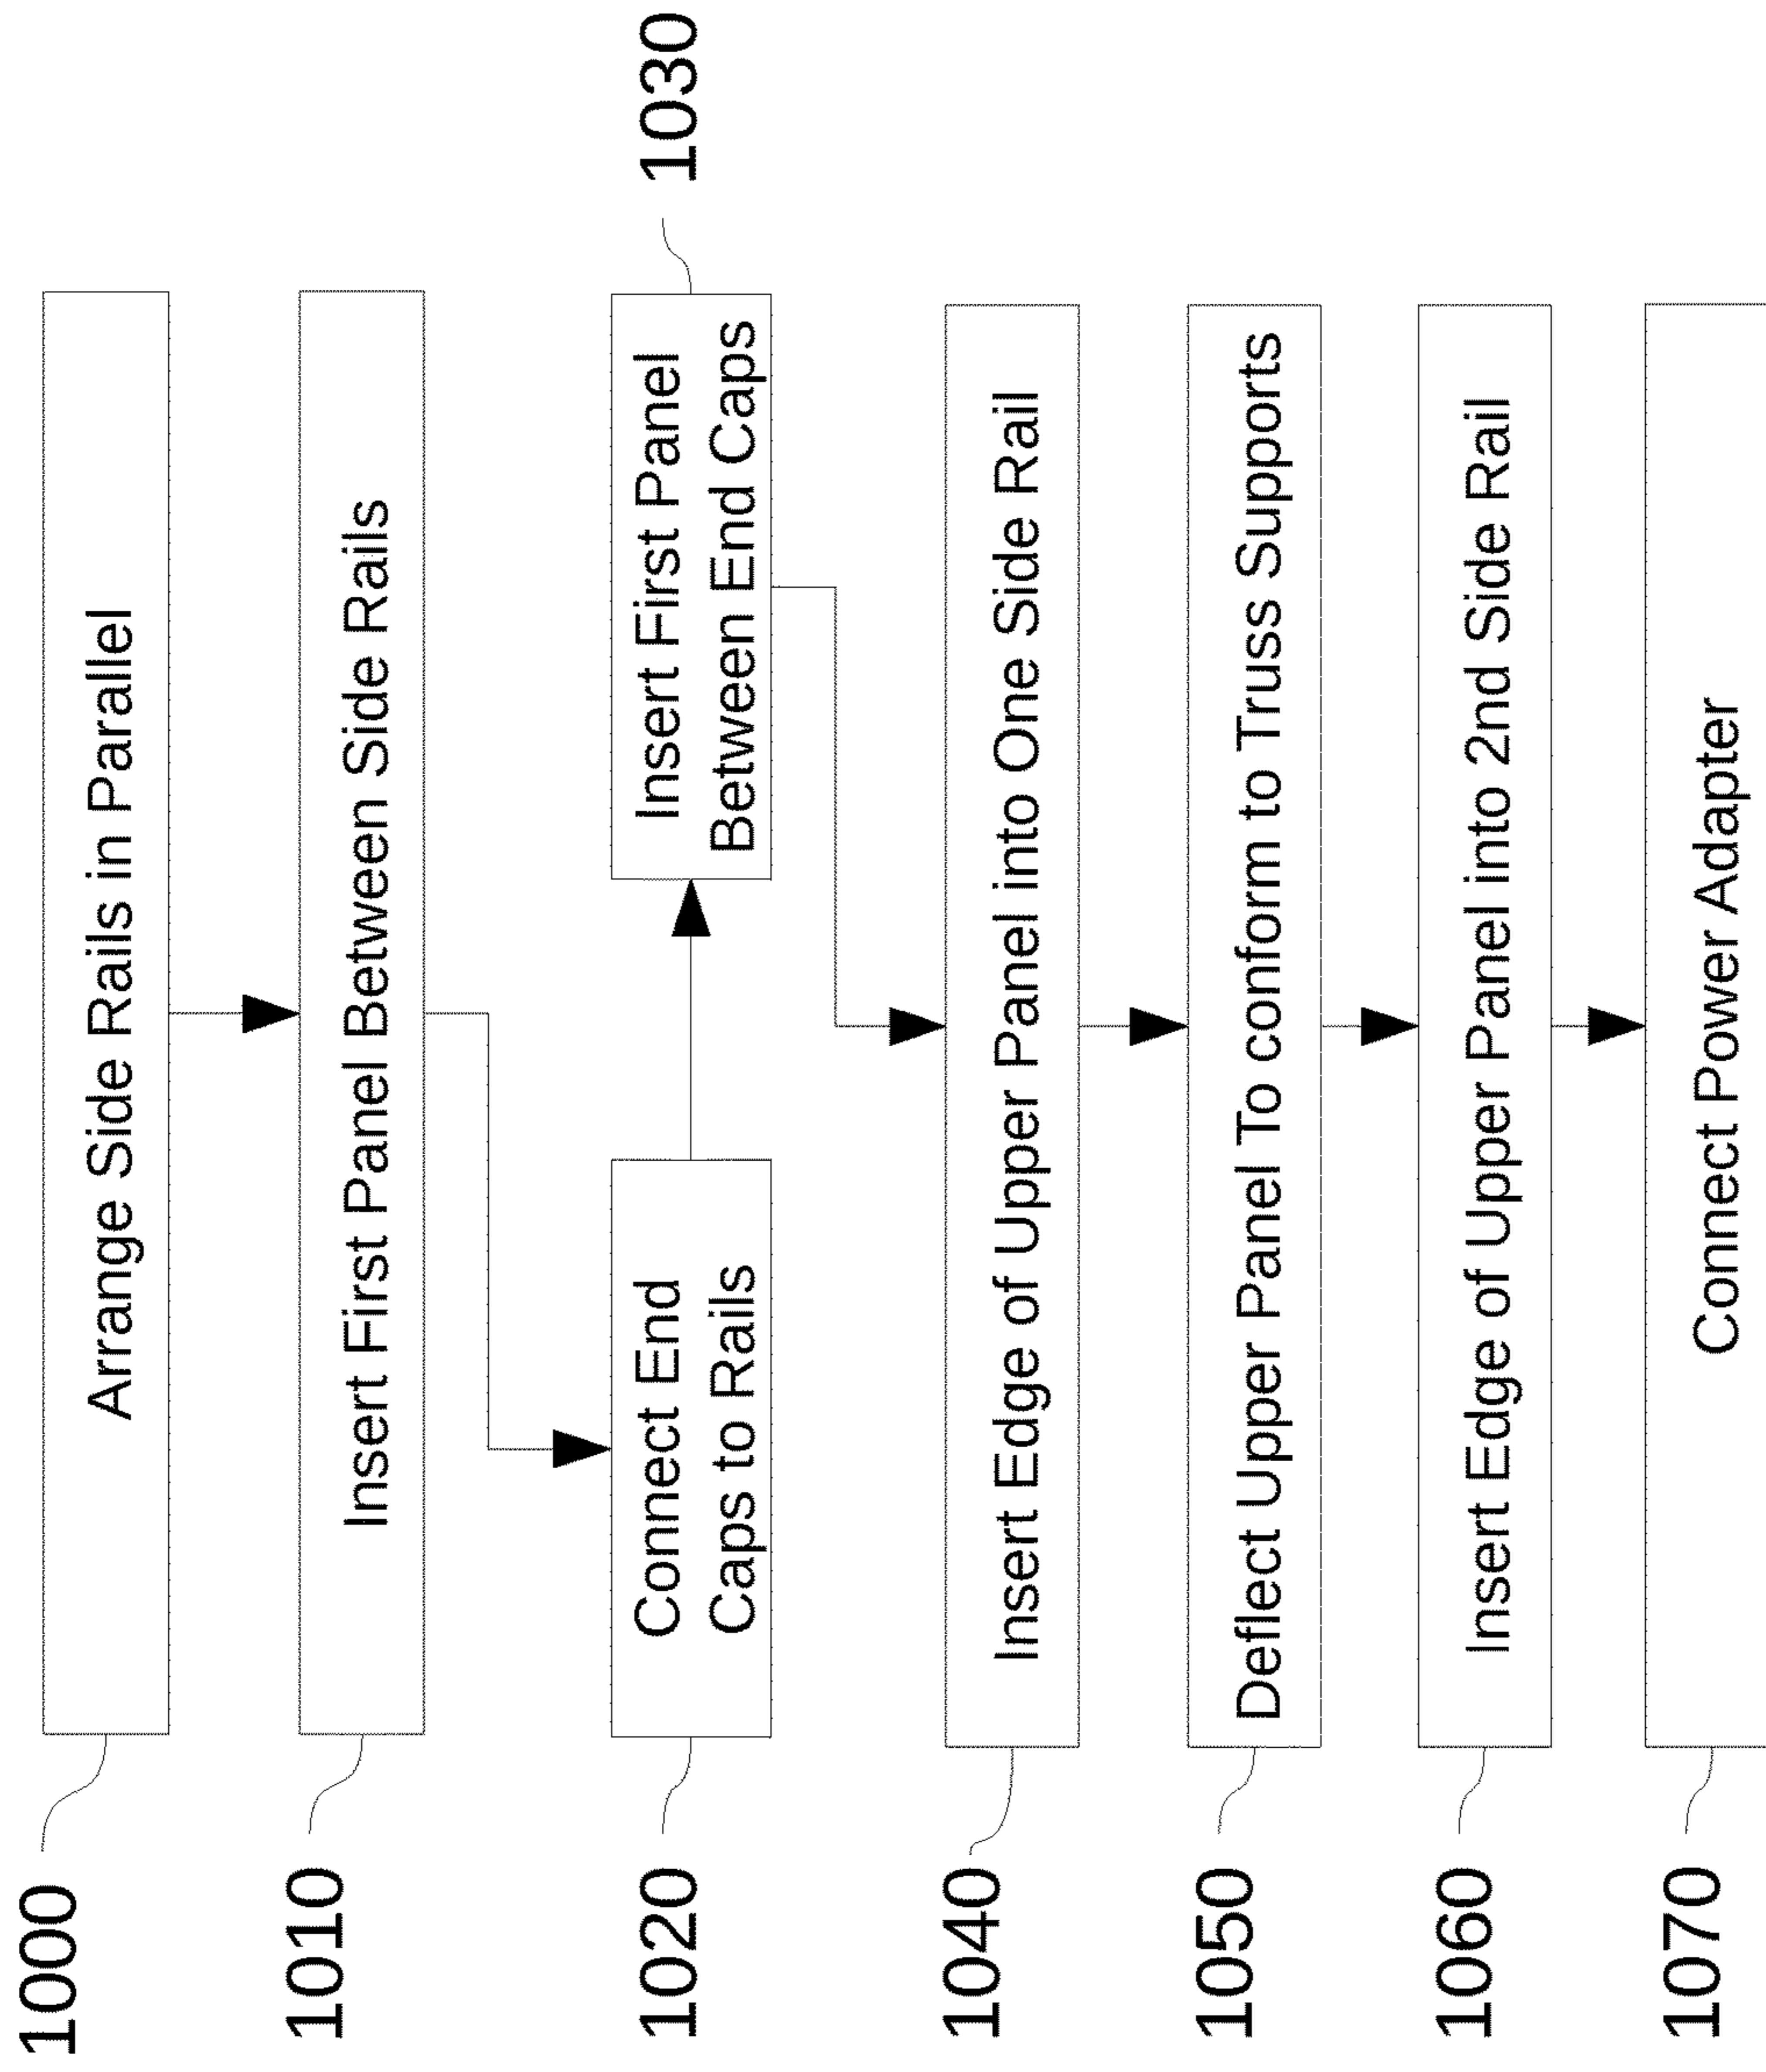 1000
Arrange Side Rails in Parallel
1010
Insert First Panel Between Side Rails
1020
Connect End
Caps to Rails
Insert First Panel
Between End Caps
1030
1040
Insert Edge of Upper Panel into One Side Rail
1050
Deflect Upper Panel To conform to Truss Supports
1060
Insert Edge of Upper Panel into 2nd Side Rail
1070
Connect Power Adapter